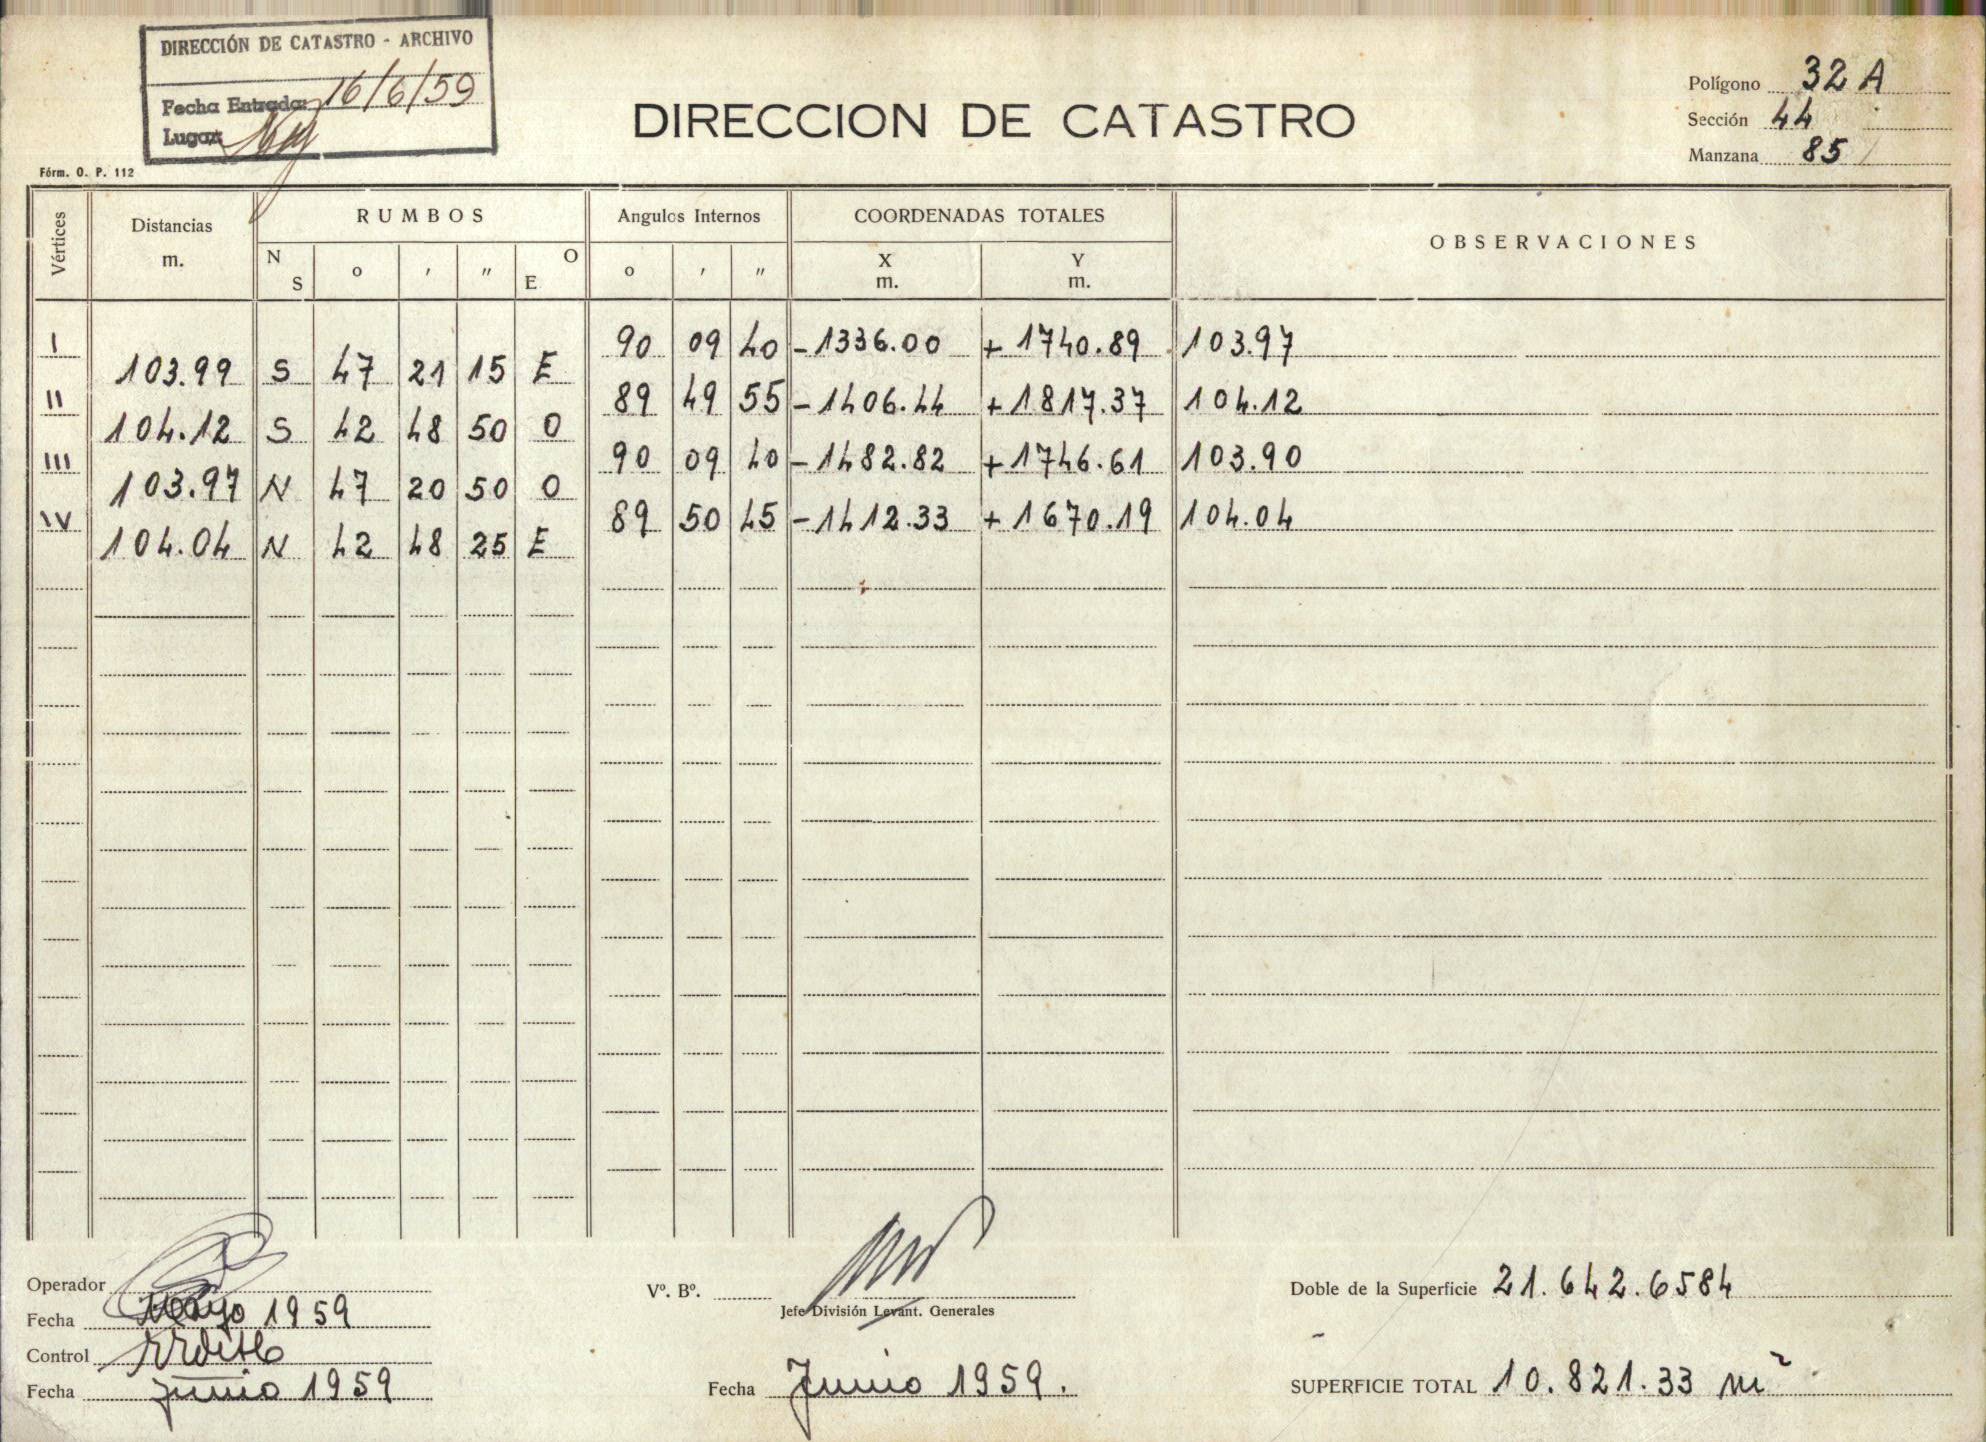 DIRECCIÓN DE CATASTRO - ARCHIVO
Fecha Entrada: 16/6/59
Lugar:
DIRECCION DE CATASTRO
Polígono 32 A
Sección 44
Manzana 85
Fórm. O. P. 112
Vértices Distancias m. RUMBOS Angulos Internos COORDENADAS TOTALES OBSERVACIONES
N S o ' " E O o ' " X m. Y m.
I 90 09 40 -1336.00 +1740.89 103.97
103.99 S 47 21 15 E
II 89 49 55 -1406.44 +1817.37 104.12
104.12 S 42 48 50 O
III 90 09 40 -1482.82 +1746.61 103.90
103.97 N 47 20 50 O
IV 89 50 45 -1412.33 +1670.19 104.04
104.04 N 42 48 25 E
Operador
Fecha Mayo 1959
Control
Fecha junio 1959
Vº. Bº.
Jefe División Levant. Generales
Fecha Junio 1959.
Doble de la Superficie 21.642.6584
SUPERFICIE TOTAL 10.821.33 m²